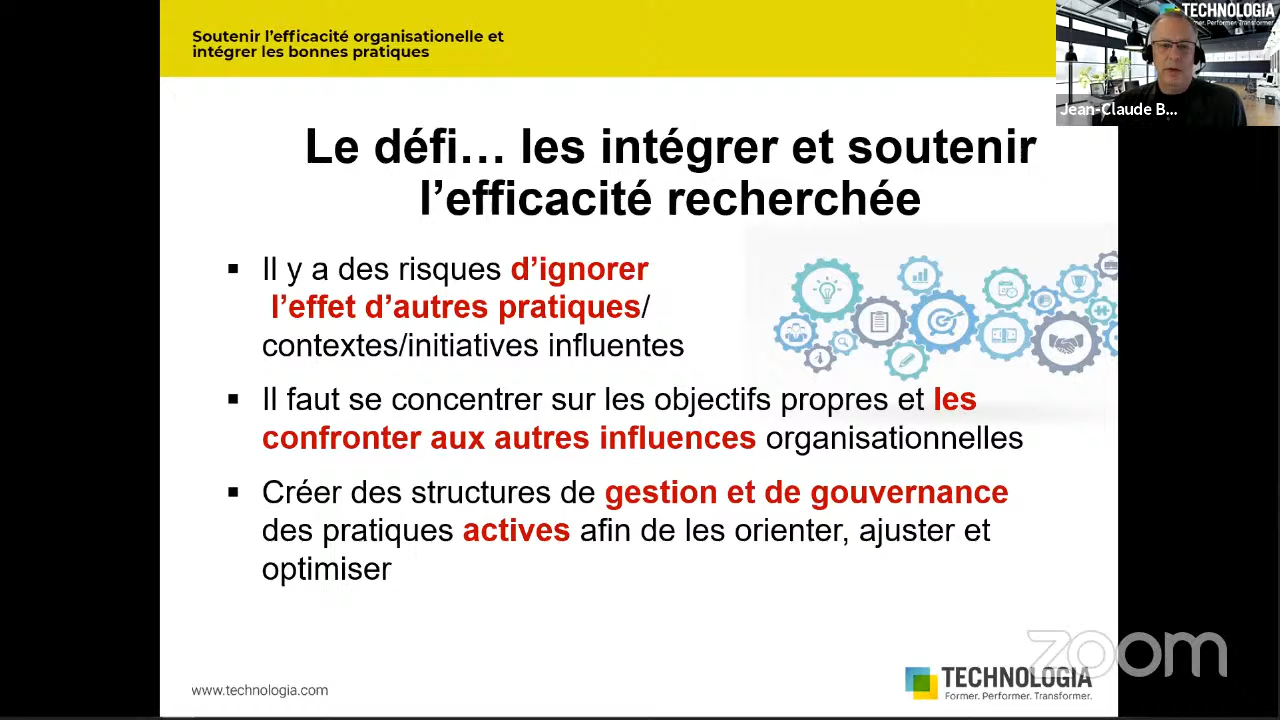 Soutenir l'efficacité organisationelle et
intégrer les bonnes pratiques
TECHNOLOGIA
Former. Performer. Transformer
Jean-Claude B...
Le défi… les intégrer et soutenir
l'efficacité recherchée
▪ Il y a des risques d'ignorer
l'effet d'autres pratiques/
contextes/initiatives influentes
▪ Il faut se concentrer sur les objectifs propres et les
confronter aux autres influences organisationnelles
▪ Créer des structures de gestion et de gouvernance
des pratiques actives afin de les orienter, ajuster et
optimiser
zoom
www.technologia.com
TECHNOLOGIA
Former. Performer. Transformer.